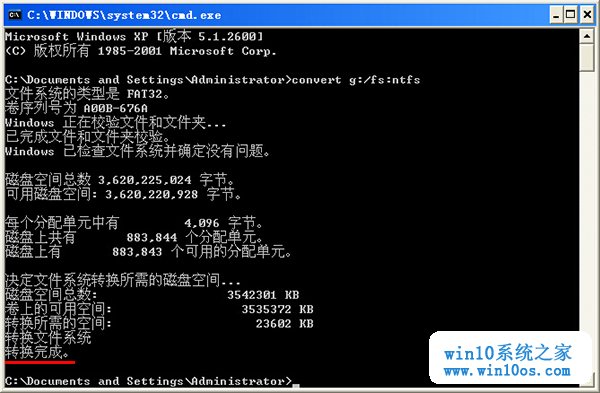 C:\WINDOWS\system32\cmd.exe
Microsoft Windows XP [版本 5.1.2600]
(C) 版权所有 1985-2001 Microsoft Corp.
C:\Documents and Settings\Administrator>convert g:/fs:ntfs
文件系统的类型是 FAT32。
卷序列号为 A00B-676A
Windows 正在校验文件和文件夹...
已完成文件和文件夹校验。
Windows 已检查文件系统并确定没有问题。
磁盘空间总数 3,620,225,024 字节。
可用磁盘空间: 3,620,220,928 字节。
每个分配单元中有 4,096 字节。
磁盘上共有 883,844 个分配单元。
磁盘上有 883,843 个可用的分配单元。
决定文件系统转换所需的磁盘空间...
磁盘空间总数: 3542301 KB
卷上的可用空间: 3535372 KB
转换所需的空间: 23602 KB
转换文件系统
转换完成。
C:\Documents and Settings\Administrator>
win10系统之家
www.win10os.com